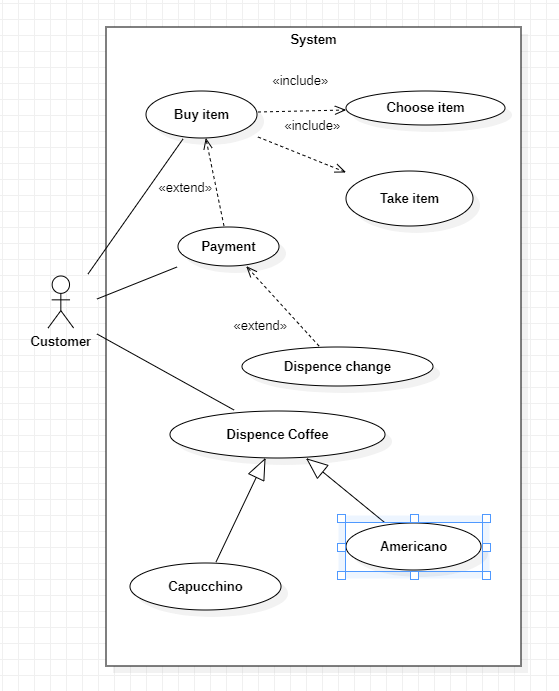 System
«include»
Choose item
Buy item
«include»
«extend»
Take item
Payment
Customer
«extend»
Dispence change
Dispence Coffee
Americano
Capucchino